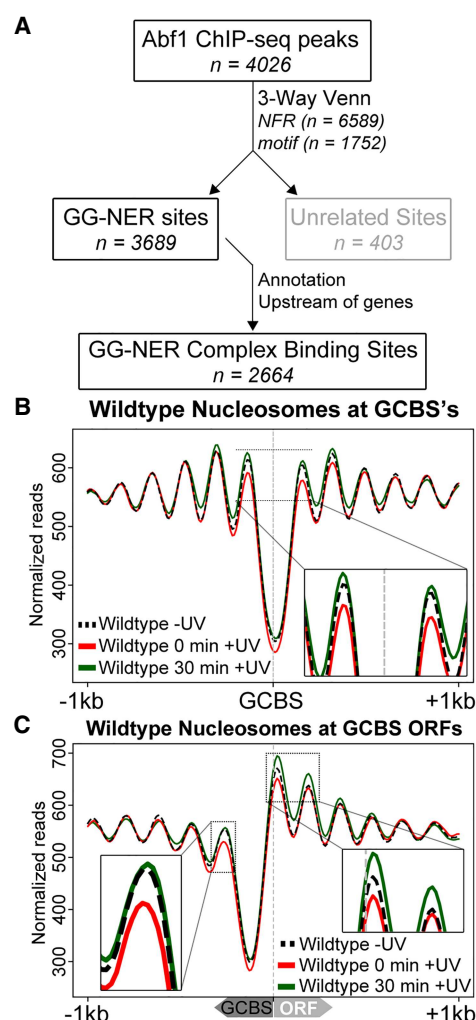 A
Abf1 ChIP-seq peaks
n = 4026
3-Way Venn
NFR (n = 6589)
motif (n = 1752)
GG-NER sites
n = 3689
Unrelated Sites
n = 403
Annotation
Upstream of genes
GG-NER Complex Binding Sites
n = 2664
B
Wildtype Nucleosomes at GCBS's
Normalized reads
600
500
400
300
Wildtype -UV
Wildtype 0 min +UV
Wildtype 30 min +UV
-1kb
GCBS
+1kb
C
Wildtype Nucleosomes at GCBS ORFs
Normalized reads
700
600
500
400
300
Wildtype -UV
Wildtype 0 min +UV
Wildtype 30 min +UV
-1kb
GCBS
ORF
+1kb